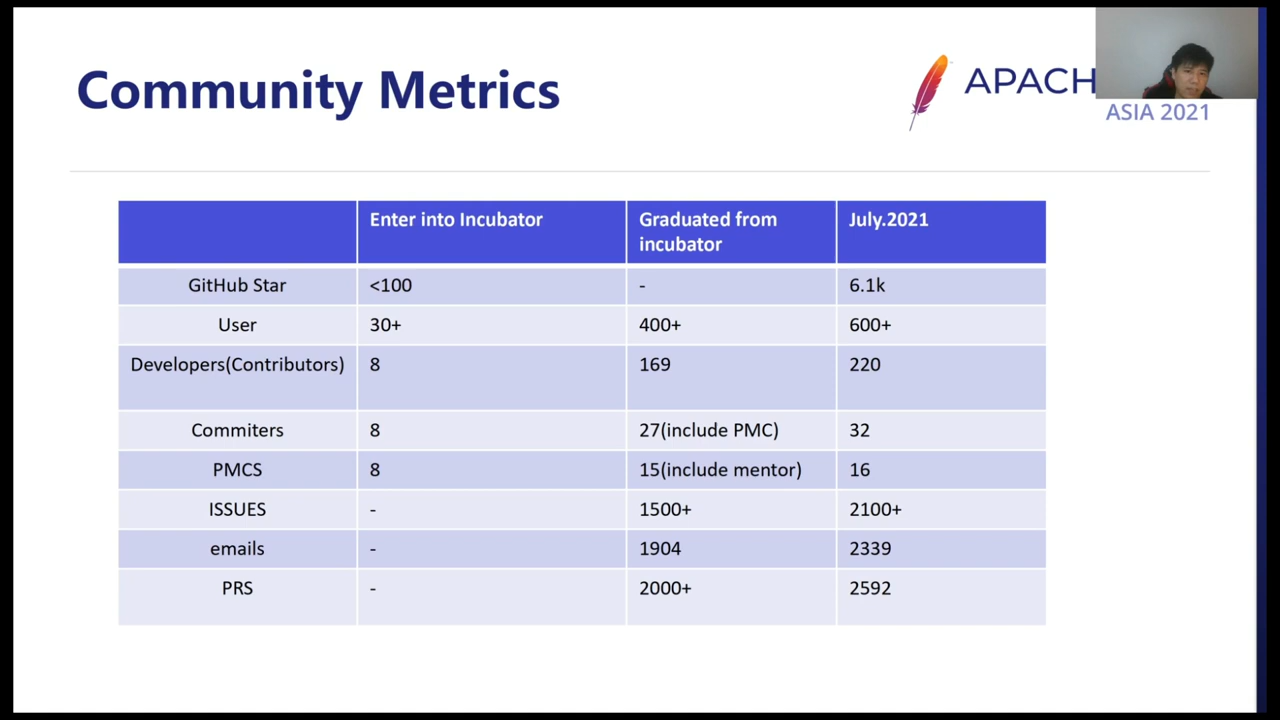 Community Metrics
APACH
ASIA 2021
Enter into Incubator
Graduated from
incubator
July.2021
GitHub Star
<100
-
6.1k
User
30+
400+
600+
Developers(Contributors)
8
169
220
Commiters
8
27(include PMC)
32
PMCS
8
15(include mentor)
16
ISSUES
-
1500+
2100+
emails
-
1904
2339
PRS
-
2000+
2592